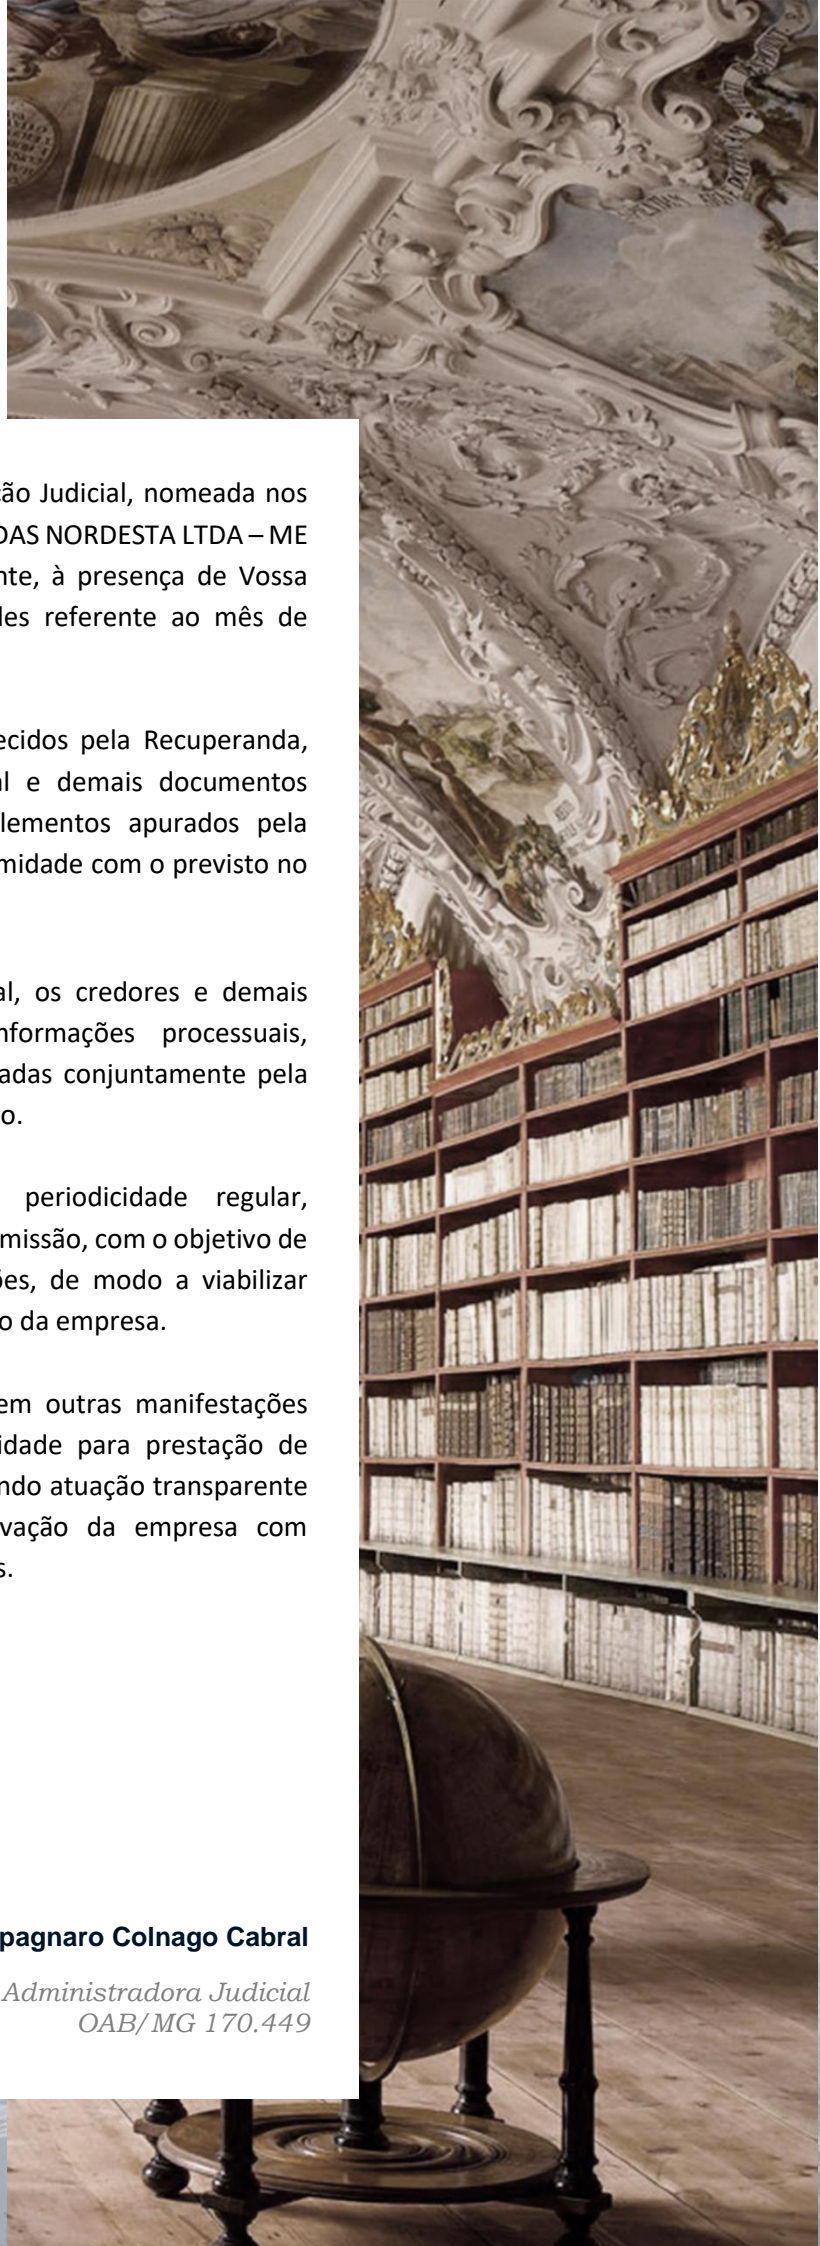 ção Judicial, nomeada nos
DAS NORDESTA LTDA – ME
nte, à presença de Vossa
des referente ao mês de
ecidos pela Recuperanda,
al e demais documentos
lementos apurados pela
midade com o previsto no
al, os credores e demais
nformações processuais,
adas conjuntamente pela
o.
periodicidade regular,
missão, com o objetivo de
ões, de modo a viabilizar
o da empresa.
em outras manifestações
idade para prestação de
ndo atuação transparente
vação da empresa com
s.
pagnaro Colnago Cabral
Administradora Judicial
OAB/MG 170.449